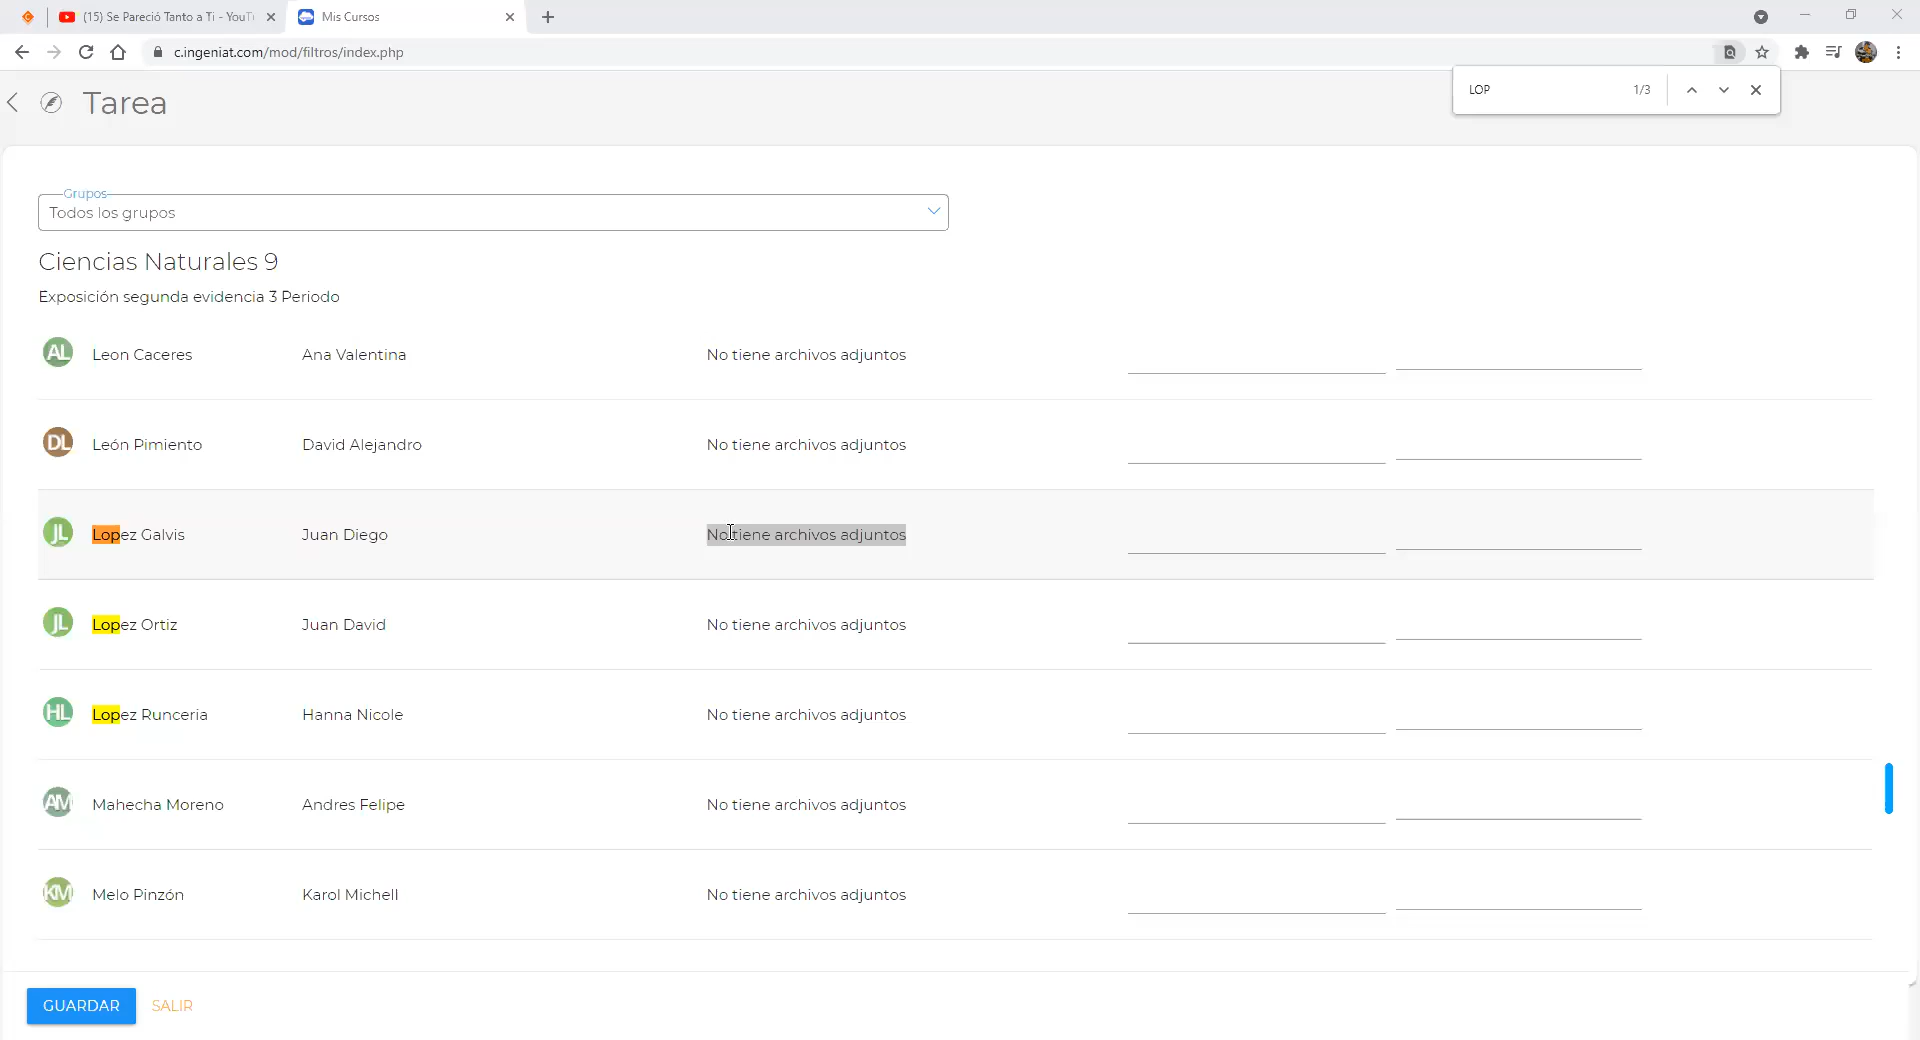 (15) Se Pareció Tanto a Ti - YouT
Mis Cursos
c.ingeniat.com/mod/filtros/index.php
LOP 1/3
Tarea
Grupos
Todos los grupos
Ciencias Naturales 9
Exposición segunda evidencia 3 Periodo
AL Leon Caceres Ana Valentina No tiene archivos adjuntos
DL León Pimiento David Alejandro No tiene archivos adjuntos
JL Lopez Galvis Juan Diego No tiene archivos adjuntos
JL Lopez Ortiz Juan David No tiene archivos adjuntos
HL Lopez Runceria Hanna Nicole No tiene archivos adjuntos
AM Mahecha Moreno Andres Felipe No tiene archivos adjuntos
KM Melo Pinzón Karol Michell No tiene archivos adjuntos
GUARDAR SALIR